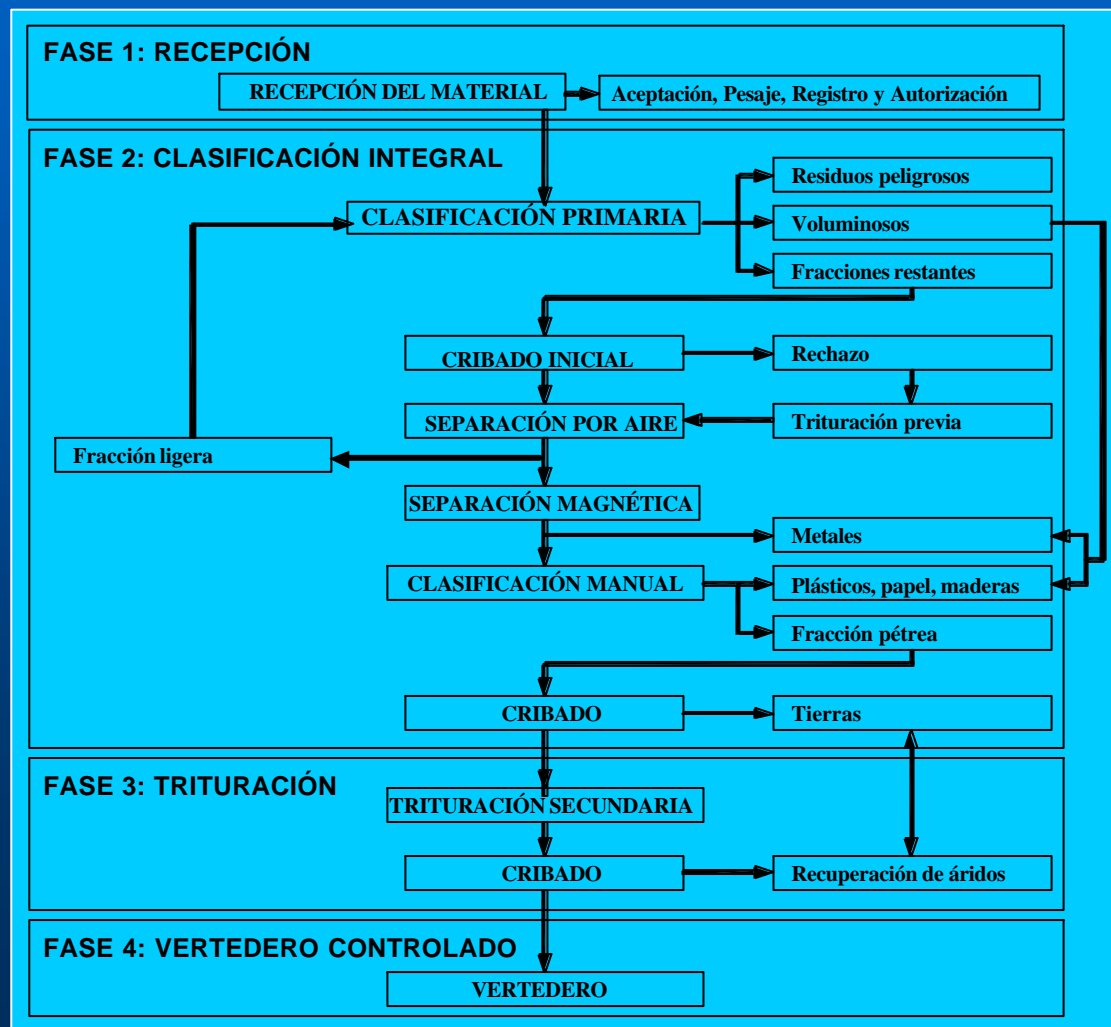 FASE 1: RECEPCIÓN
RECEPCIÓN DEL MATERIAL
Aceptación, Pesaje, Registro y Autorización
FASE 2: CLASIFICACIÓN INTEGRAL
Residuos peligrosos
CLASIFICACIÓN PRIMARIA
Voluminosos
Fracciones restantes
CRIBADO INICIAL
Rechazo
SEPARACIÓN POR AIRE
Trituración previa
Fracción ligera
SEPARACIÓN MAGNÉTICA
Metales
CLASIFICACIÓN MANUAL
Plásticos, papel, maderas
Fracción pétrea
CRIBADO
Tierras
FASE 3: TRITURACIÓN
TRITURACIÓN SECUNDARIA
CRIBADO
Recuperación de áridos
FASE 4: VERTEDERO CONTROLADO
VERTEDERO